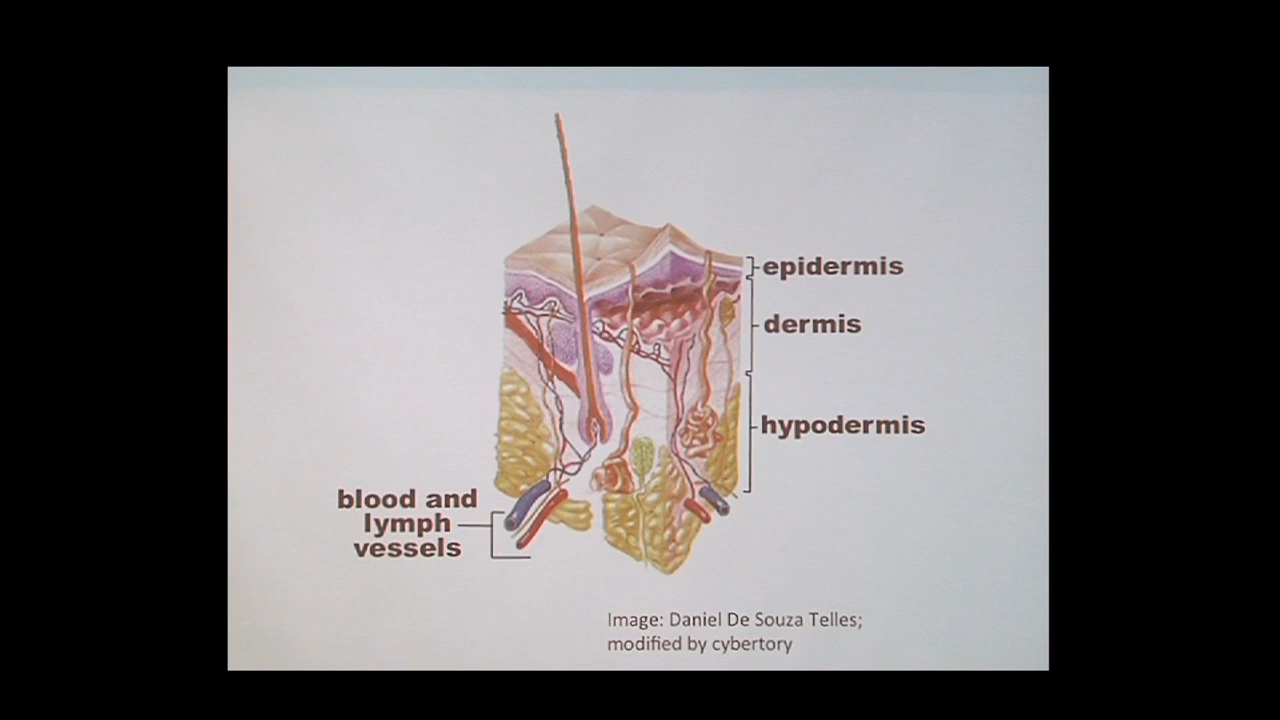 epidermis
dermis
hypodermis
blood and
lymph
vessels
Image: Daniel De Souza Telles;
modified by cybertory